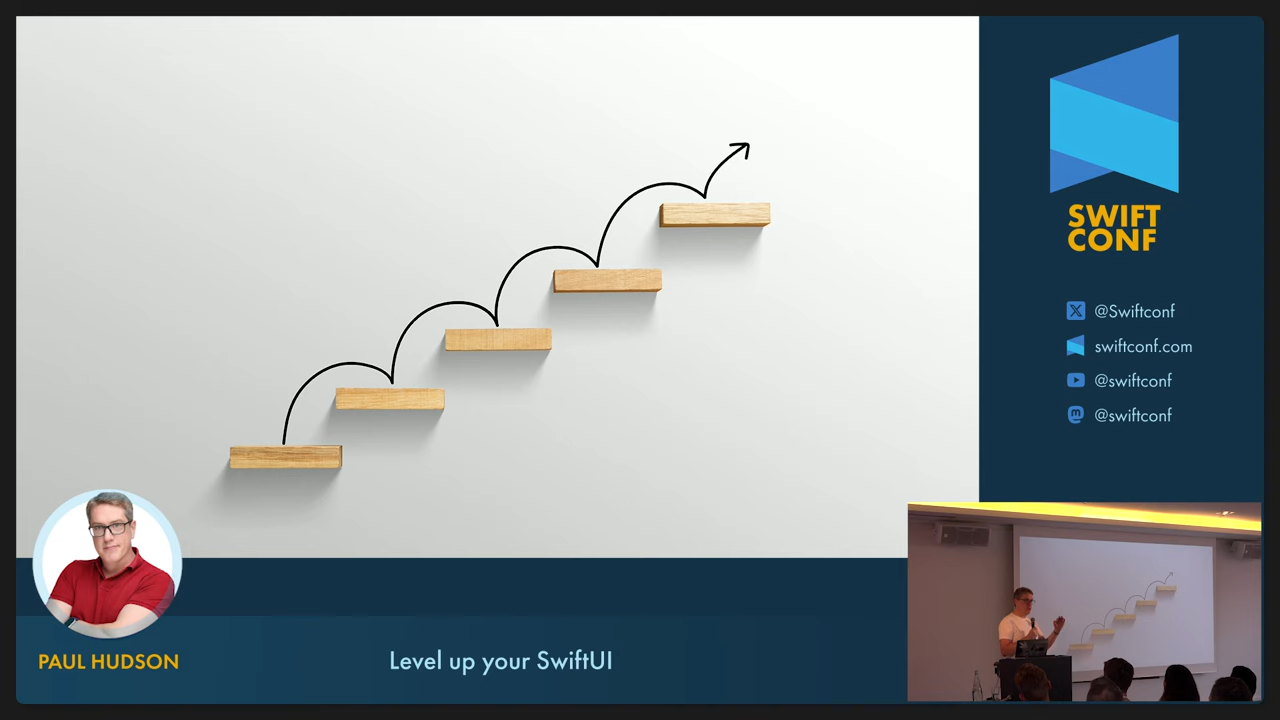 SWIFT
CONF
@Swiftconf
swiftconf.com
@swiftconf
@swiftconf
PAUL HUDSON
Level up your SwiftUI